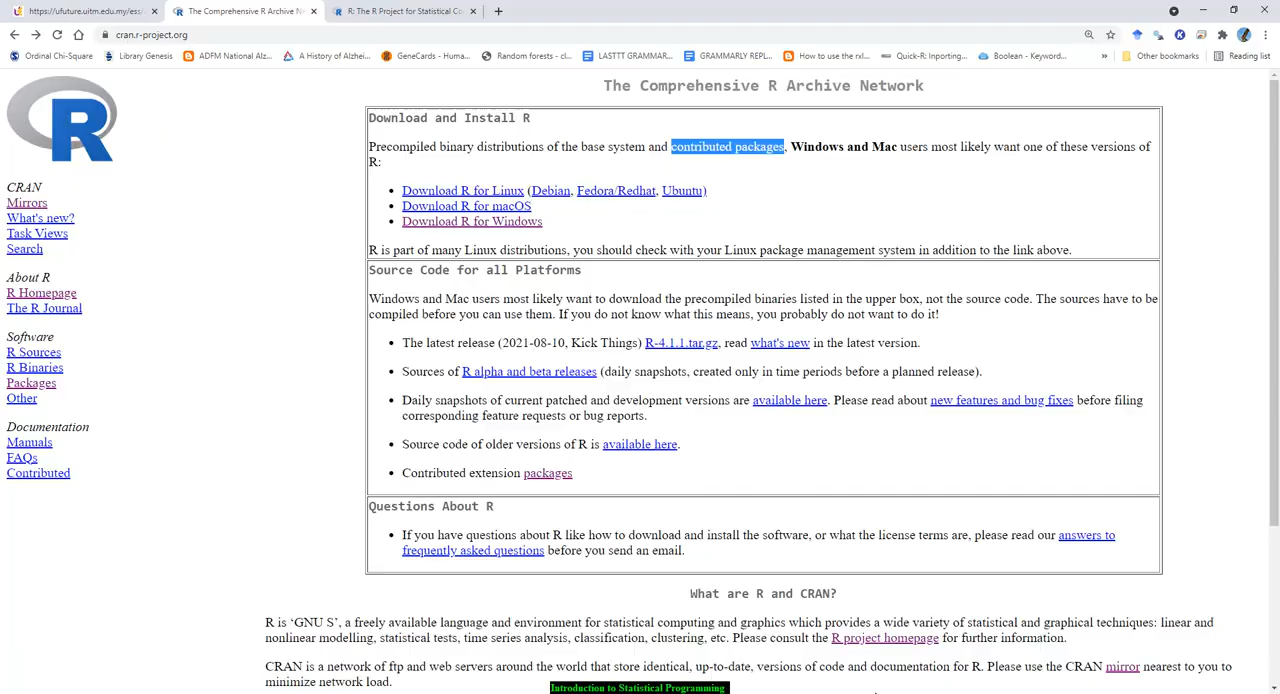 https://ufuture.uitm.edu.my/ess/
The Comprehensive R Archive N
R: The R Project for Statistical Co
cran.r-project.org
Ordinal Chi-Square
Library Genesis
ADFM National Alz...
A History of Alzhei...
GeneCards - Huma...
Random forests - cl...
LASTTT GRAMMAR...
GRAMMARLY REPL...
How to use the rxl...
Quick-R: Inporting...
Boolean - Keyword...
»
Other bookmarks
Reading list
R
CRAN
Mirrors
What's new?
Task Views
Search
About R
R Homepage
The R Journal
Software
R Sources
R Binaries
Packages
Other
Documentation
Manuals
FAQs
Contributed
The Comprehensive R Archive Network
Download and Install R
Precompiled binary distributions of the base system and contributed packages, Windows and Mac users most likely want one of these versions of
R:
• Download R for Linux (Debian, Fedora/Redhat, Ubuntu)
• Download R for macOS
• Download R for Windows
R is part of many Linux distributions, you should check with your Linux package management system in addition to the link above.
Source Code for all Platforms
Windows and Mac users most likely want to download the precompiled binaries listed in the upper box, not the source code. The sources have to be
compiled before you can use them. If you do not know what this means, you probably do not want to do it!
• The latest release (2021-08-10, Kick Things) R-4.1.1.tar.gz, read what's new in the latest version.
• Sources of R alpha and beta releases (daily snapshots, created only in time periods before a planned release).
• Daily snapshots of current patched and development versions are available here. Please read about new features and bug fixes before filing
corresponding feature requests or bug reports.
• Source code of older versions of R is available here.
• Contributed extension packages
Questions About R
• If you have questions about R like how to download and install the software, or what the license terms are, please read our answers to
frequently asked questions before you send an email.
What are R and CRAN?
R is ‘GNU S’, a freely available language and environment for statistical computing and graphics which provides a wide variety of statistical and graphical techniques: linear and
nonlinear modelling, statistical tests, time series analysis, classification, clustering, etc. Please consult the R project homepage for further information.
CRAN is a network of ftp and web servers around the world that store identical, up-to-date, versions of code and documentation for R. Please use the CRAN mirror nearest to you to
minimize network load.
Introduction to Statistical Programming